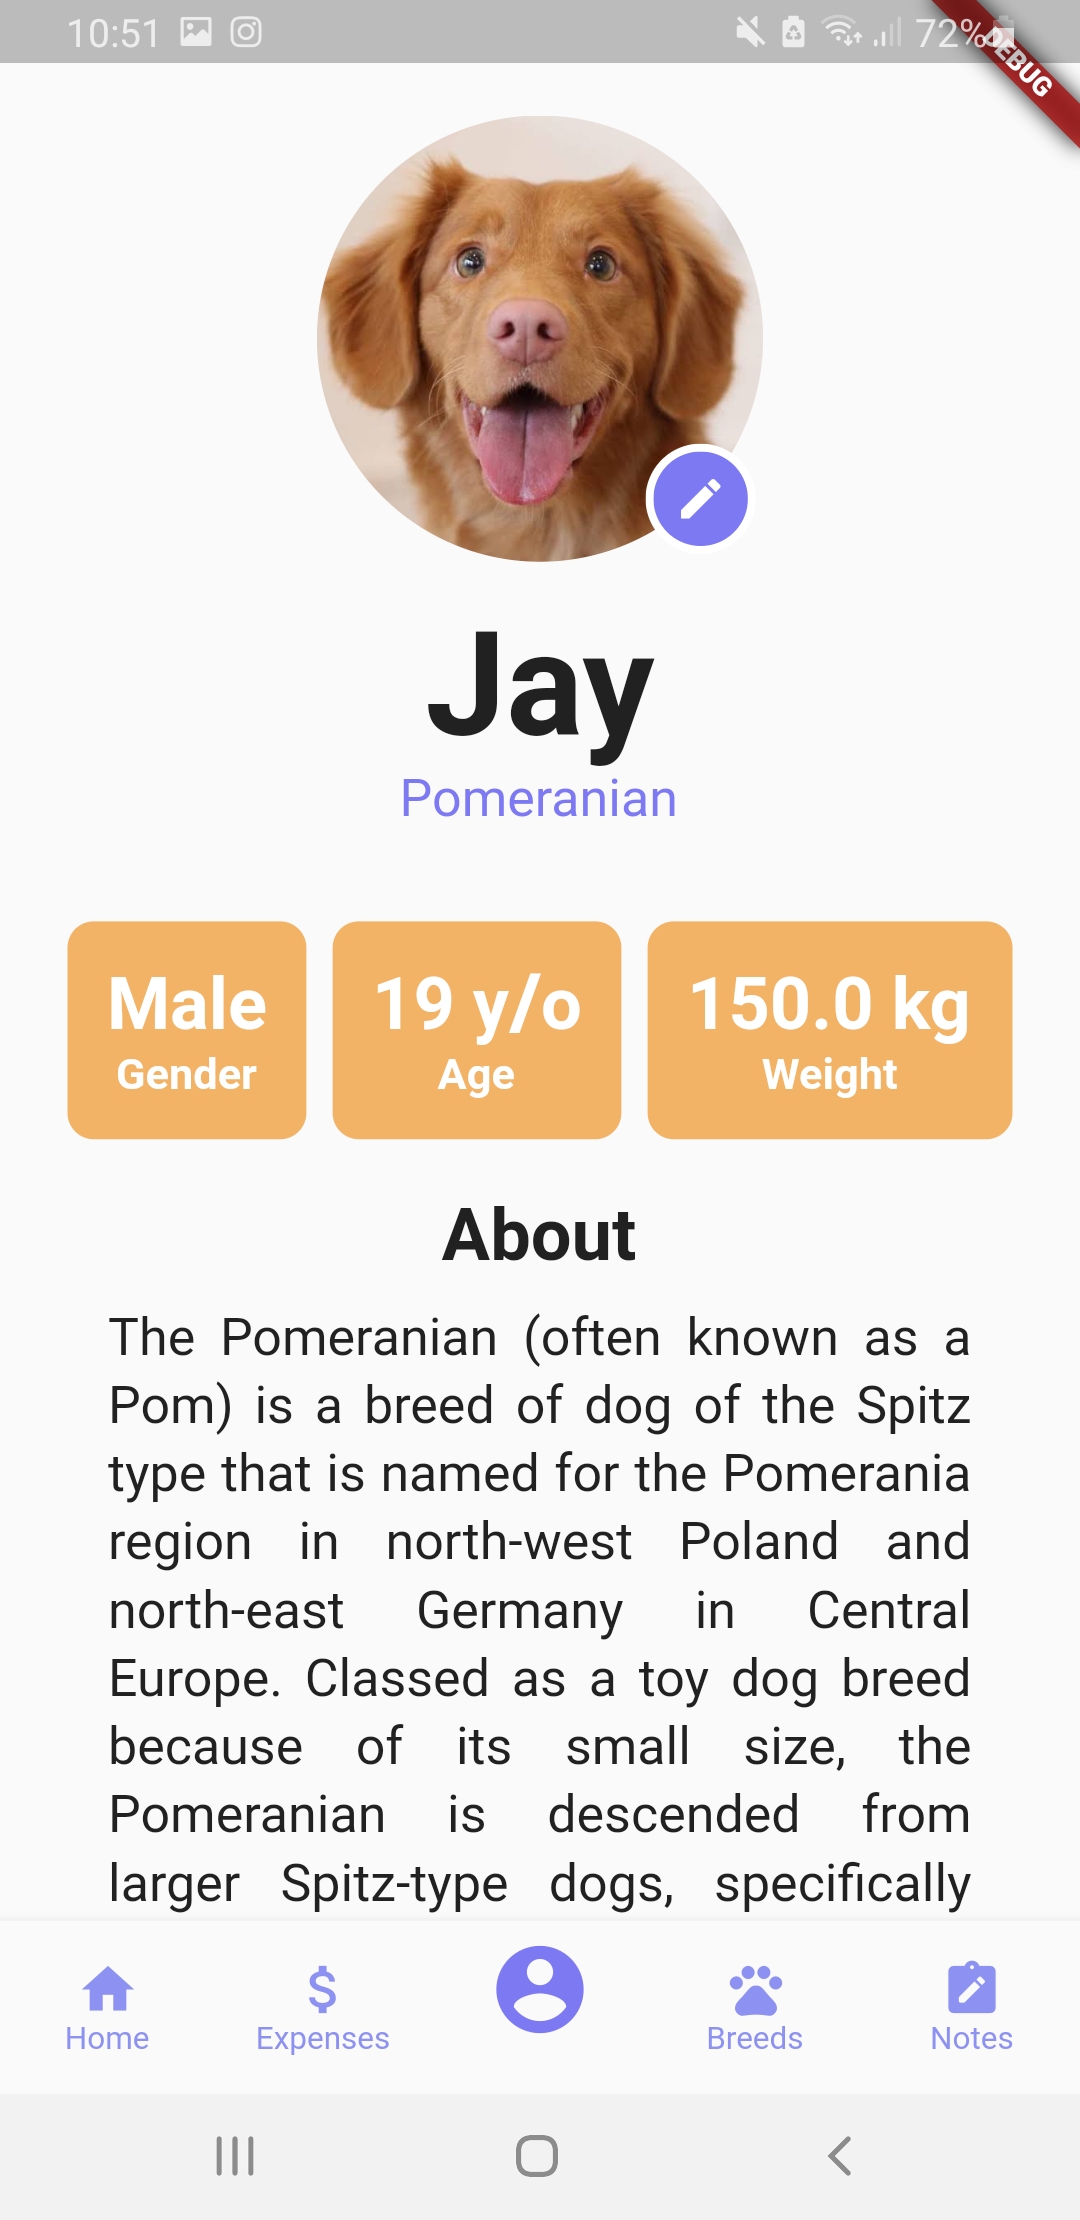 10:51 72%
DEBUG
Jay
Pomeranian
Male 19 y/o 150.0 kg
Gender Age Weight
About
The Pomeranian (often known as a
Pom) is a breed of dog of the Spitz
type that is named for the Pomerania
region in north-west Poland and
north-east Germany in Central
Europe. Classed as a toy dog breed
because of its small size, the
Pomeranian is descended from
larger Spitz-type dogs, specifically
Home Expenses Breeds Notes